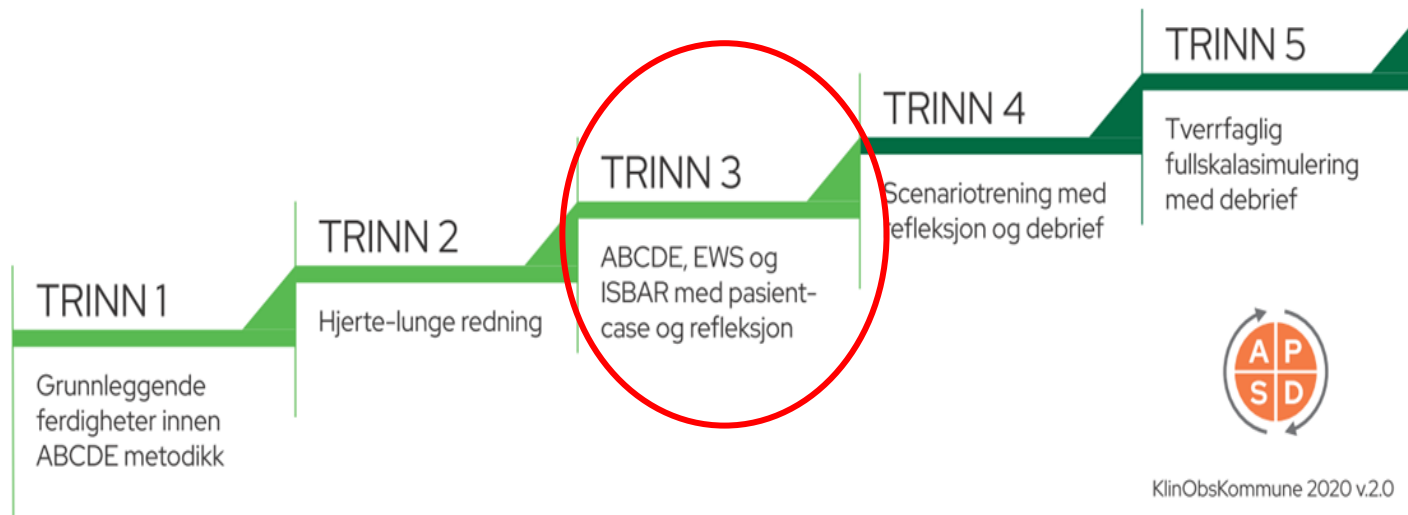 TRINN 1
Grunnleggende
ferdigheter innen
ABCDE metodikk
TRINN 2
Hjerte-lunge redning
TRINN 3
ABCDE, EWS og
ISBAR med pasient-
case og refleksjon
TRINN 4
Scenariotrening med
refleksjon og debrief
TRINN 5
Tverrfaglig
fullskalasimulering
med debrief
A P
S D
KlinObsKommune 2020 v.2.0